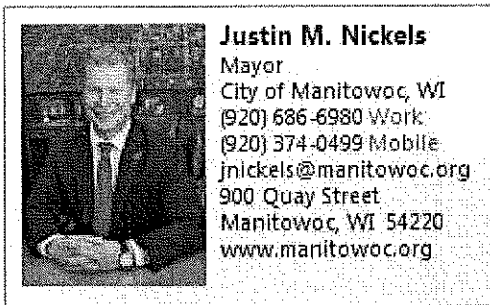 Justin M. Nickels
Mayor
City of Manitowoc, WI
(920) 686-6980 Work
(920) 374-0499 Mobile
jnickels@manitowoc.org
900 Quay Street
Manitowoc, WI 54220
www.manitowoc.org